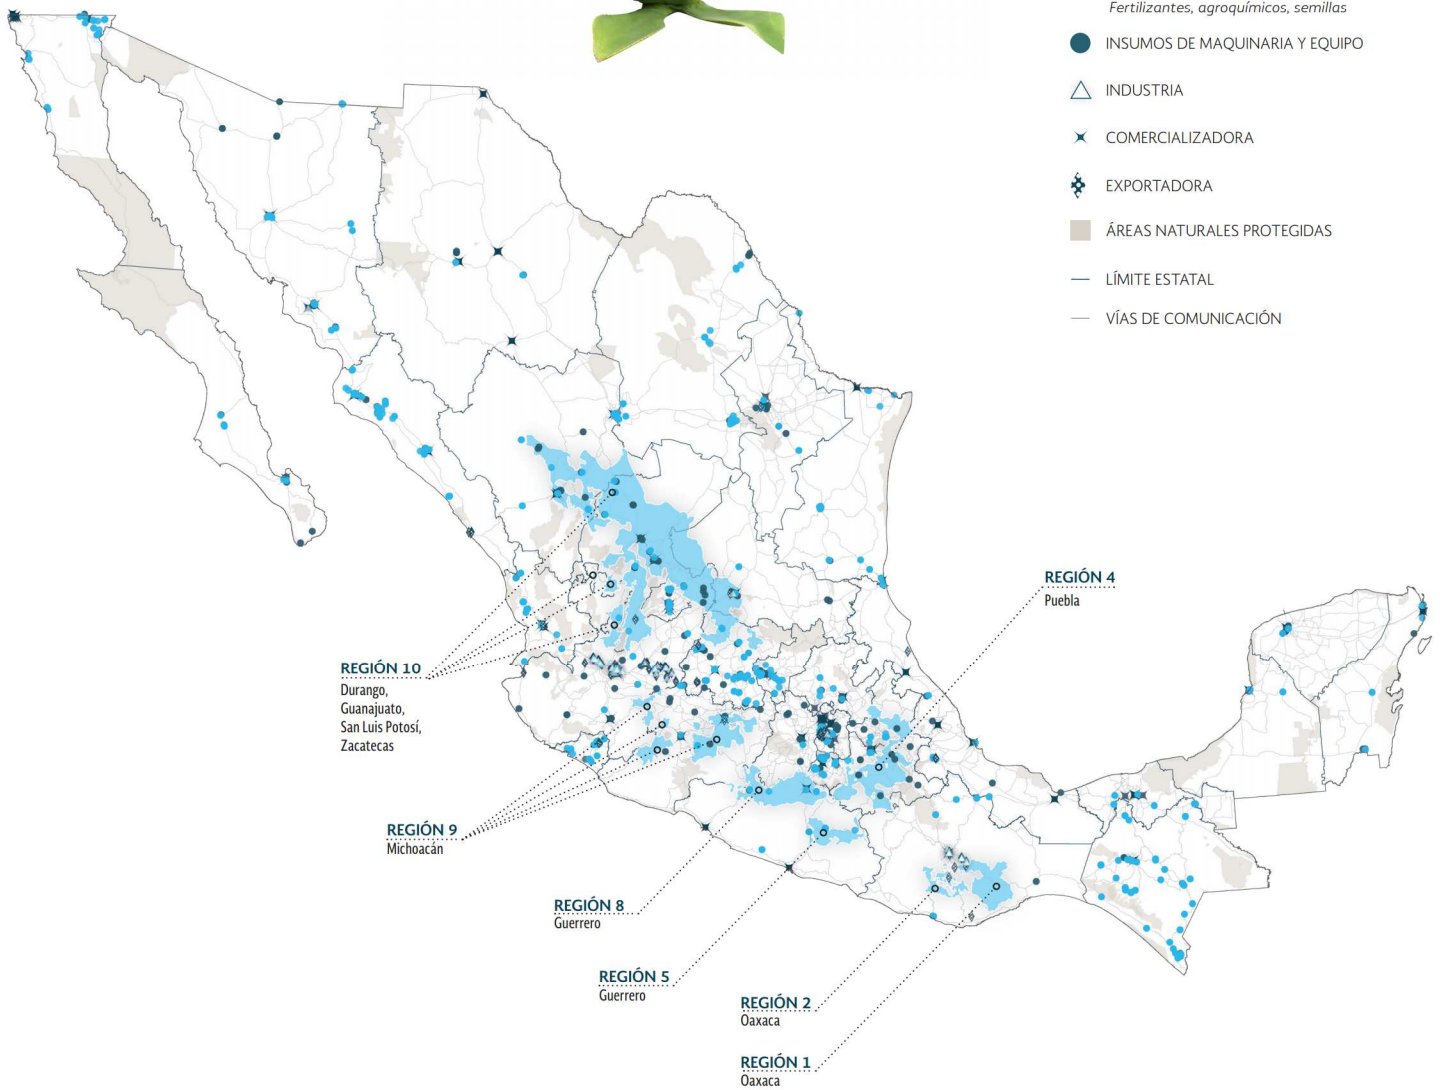 Fertilizantes, agroquímicos, semillas
INSUMOS DE MAQUINARIA Y EQUIPO
INDUSTRIA
COMERCIALIZADORA
EXPORTADORA
ÁREAS NATURALES PROTEGIDAS
LÍMITE ESTATAL
VÍAS DE COMUNICACIÓN
REGIÓN 4
Puebla
REGIÓN 10
Durango,
Guanajuato,
San Luis Potosí,
Zacatecas
REGIÓN 9
Michoacán
REGIÓN 8
Guerrero
REGIÓN 5
Guerrero
REGIÓN 2
Oaxaca
REGIÓN 1
Oaxaca